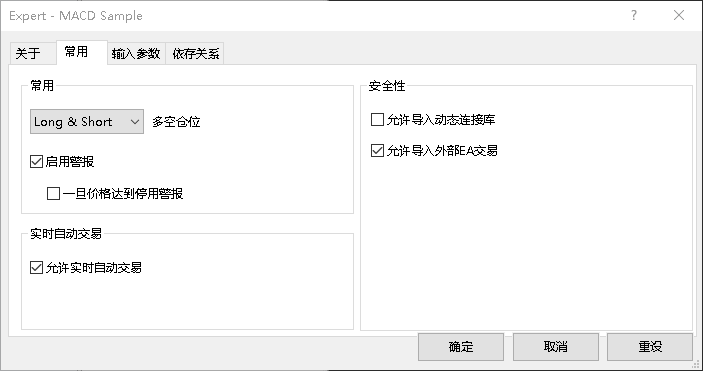 Expert - MACD Sample
关于
常用
输入参数
依存关系
常用
Long & Short
多空仓位
启用警报
一旦价格达到停用警报
实时自动交易
允许实时自动交易
安全性
允许导入动态连接库
允许导入外部EA交易
确定
取消
重设